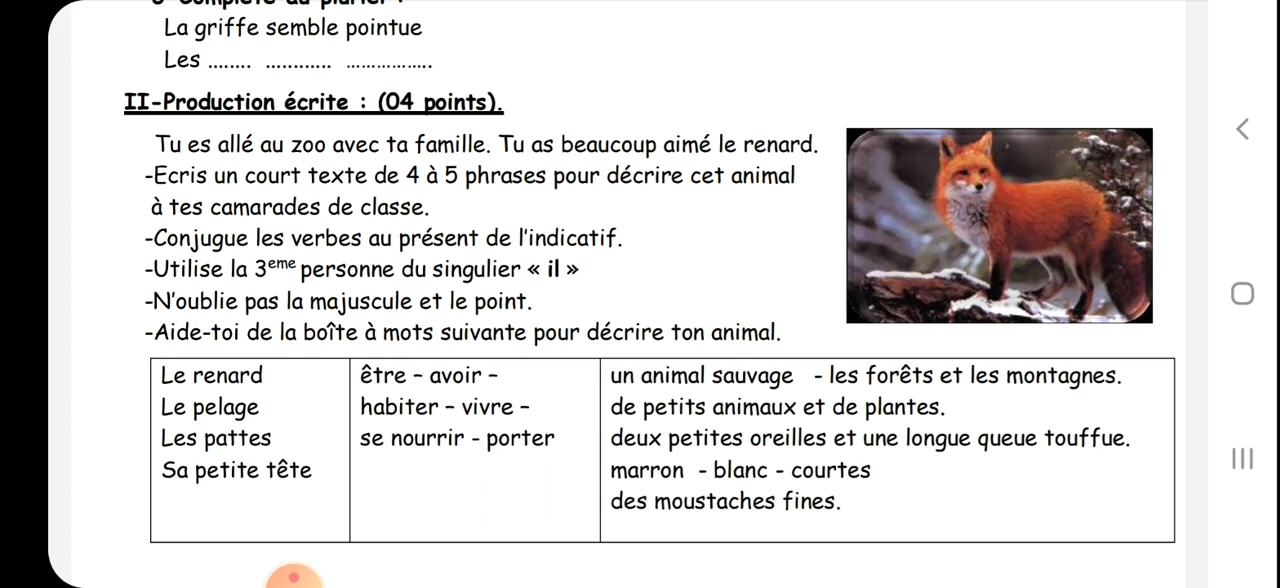 La griffe semble pointue
Les ........ ............ .................
II-Production écrite : (04 points).
Tu es allé au zoo avec ta famille. Tu as beaucoup aimé le renard.
-Ecris un court texte de 4 à 5 phrases pour décrire cet animal
à tes camarades de classe.
-Conjugue les verbes au présent de l'indicatif.
-Utilise la 3eme personne du singulier « il »
-N'oublie pas la majuscule et le point.
-Aide-toi de la boîte à mots suivante pour décrire ton animal.
Le renard
Le pelage
Les pattes
Sa petite tête
être - avoir -
habiter - vivre -
se nourrir - porter
un animal sauvage - les forêts et les montagnes.
de petits animaux et de plantes.
deux petites oreilles et une longue queue touffue.
marron - blanc - courtes
des moustaches fines.